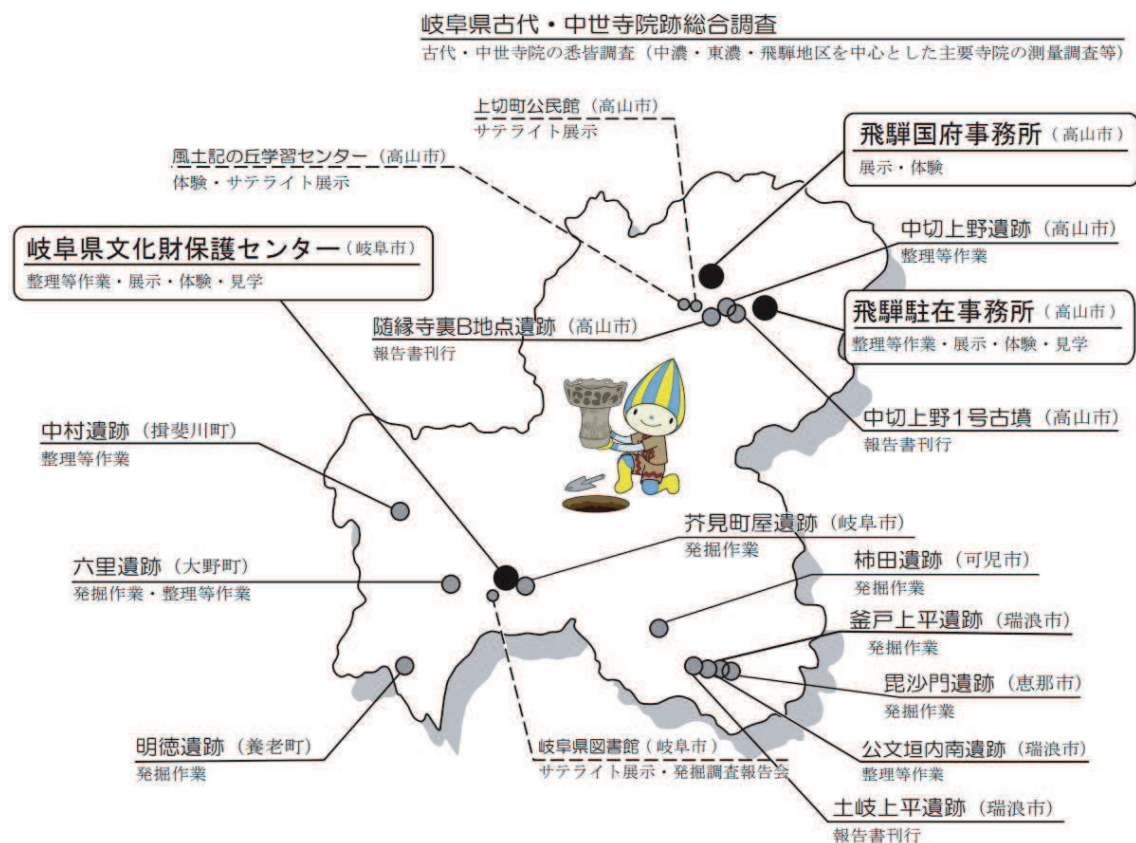 岐阜県古代・中世寺院跡総合調査
古代・中世寺院の悉皆調査（中濃・東濃・飛騨地区を中心とした主要寺院の測量調査等）
上切町公民館（高山市）
サテライト展示
風土記の丘学習センター（高山市）
体験・サテライト展示
飛騨国府事務所（高山市）
展示・体験
岐阜県文化財保護センター（岐阜市）
整理等作業・展示・体験・見学
中切上野遺跡（高山市）
整理等作業
随縁寺裏B地点遺跡（高山市）
報告書刊行
飛騨駐在事務所（高山市）
整理等作業・展示・体験・見学
中切上野1号古墳（高山市）
報告書刊行
中村遺跡（揖斐川町）
整理等作業
芥見町屋遺跡（岐阜市）
発掘作業
六里遺跡（大野町）
発掘作業・整理等作業
柿田遺跡（可児市）
発掘作業
釜戸上平遺跡（瑞浪市）
発掘作業
毘沙門遺跡（恵那市）
発掘作業
明徳遺跡（養老町）
発掘作業
岐阜県図書館（岐阜市）
サテライト展示・発掘調査報告会
公文垣内南遺跡（瑞浪市）
整理等作業
土岐上平遺跡（瑞浪市）
報告書刊行